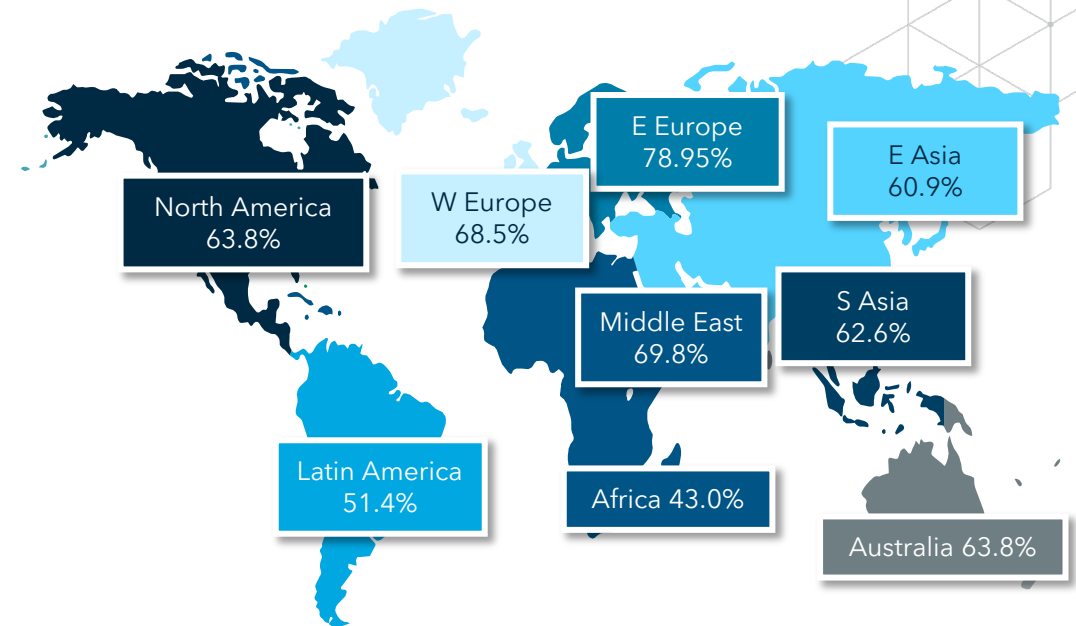 E Europe
78.95%
E Asia
60.9%
North America
63.8%
W Europe
68.5%
S Asia
62.6%
Middle East
69.8%
Latin America
51.4%
Africa 43.0%
Australia 63.8%